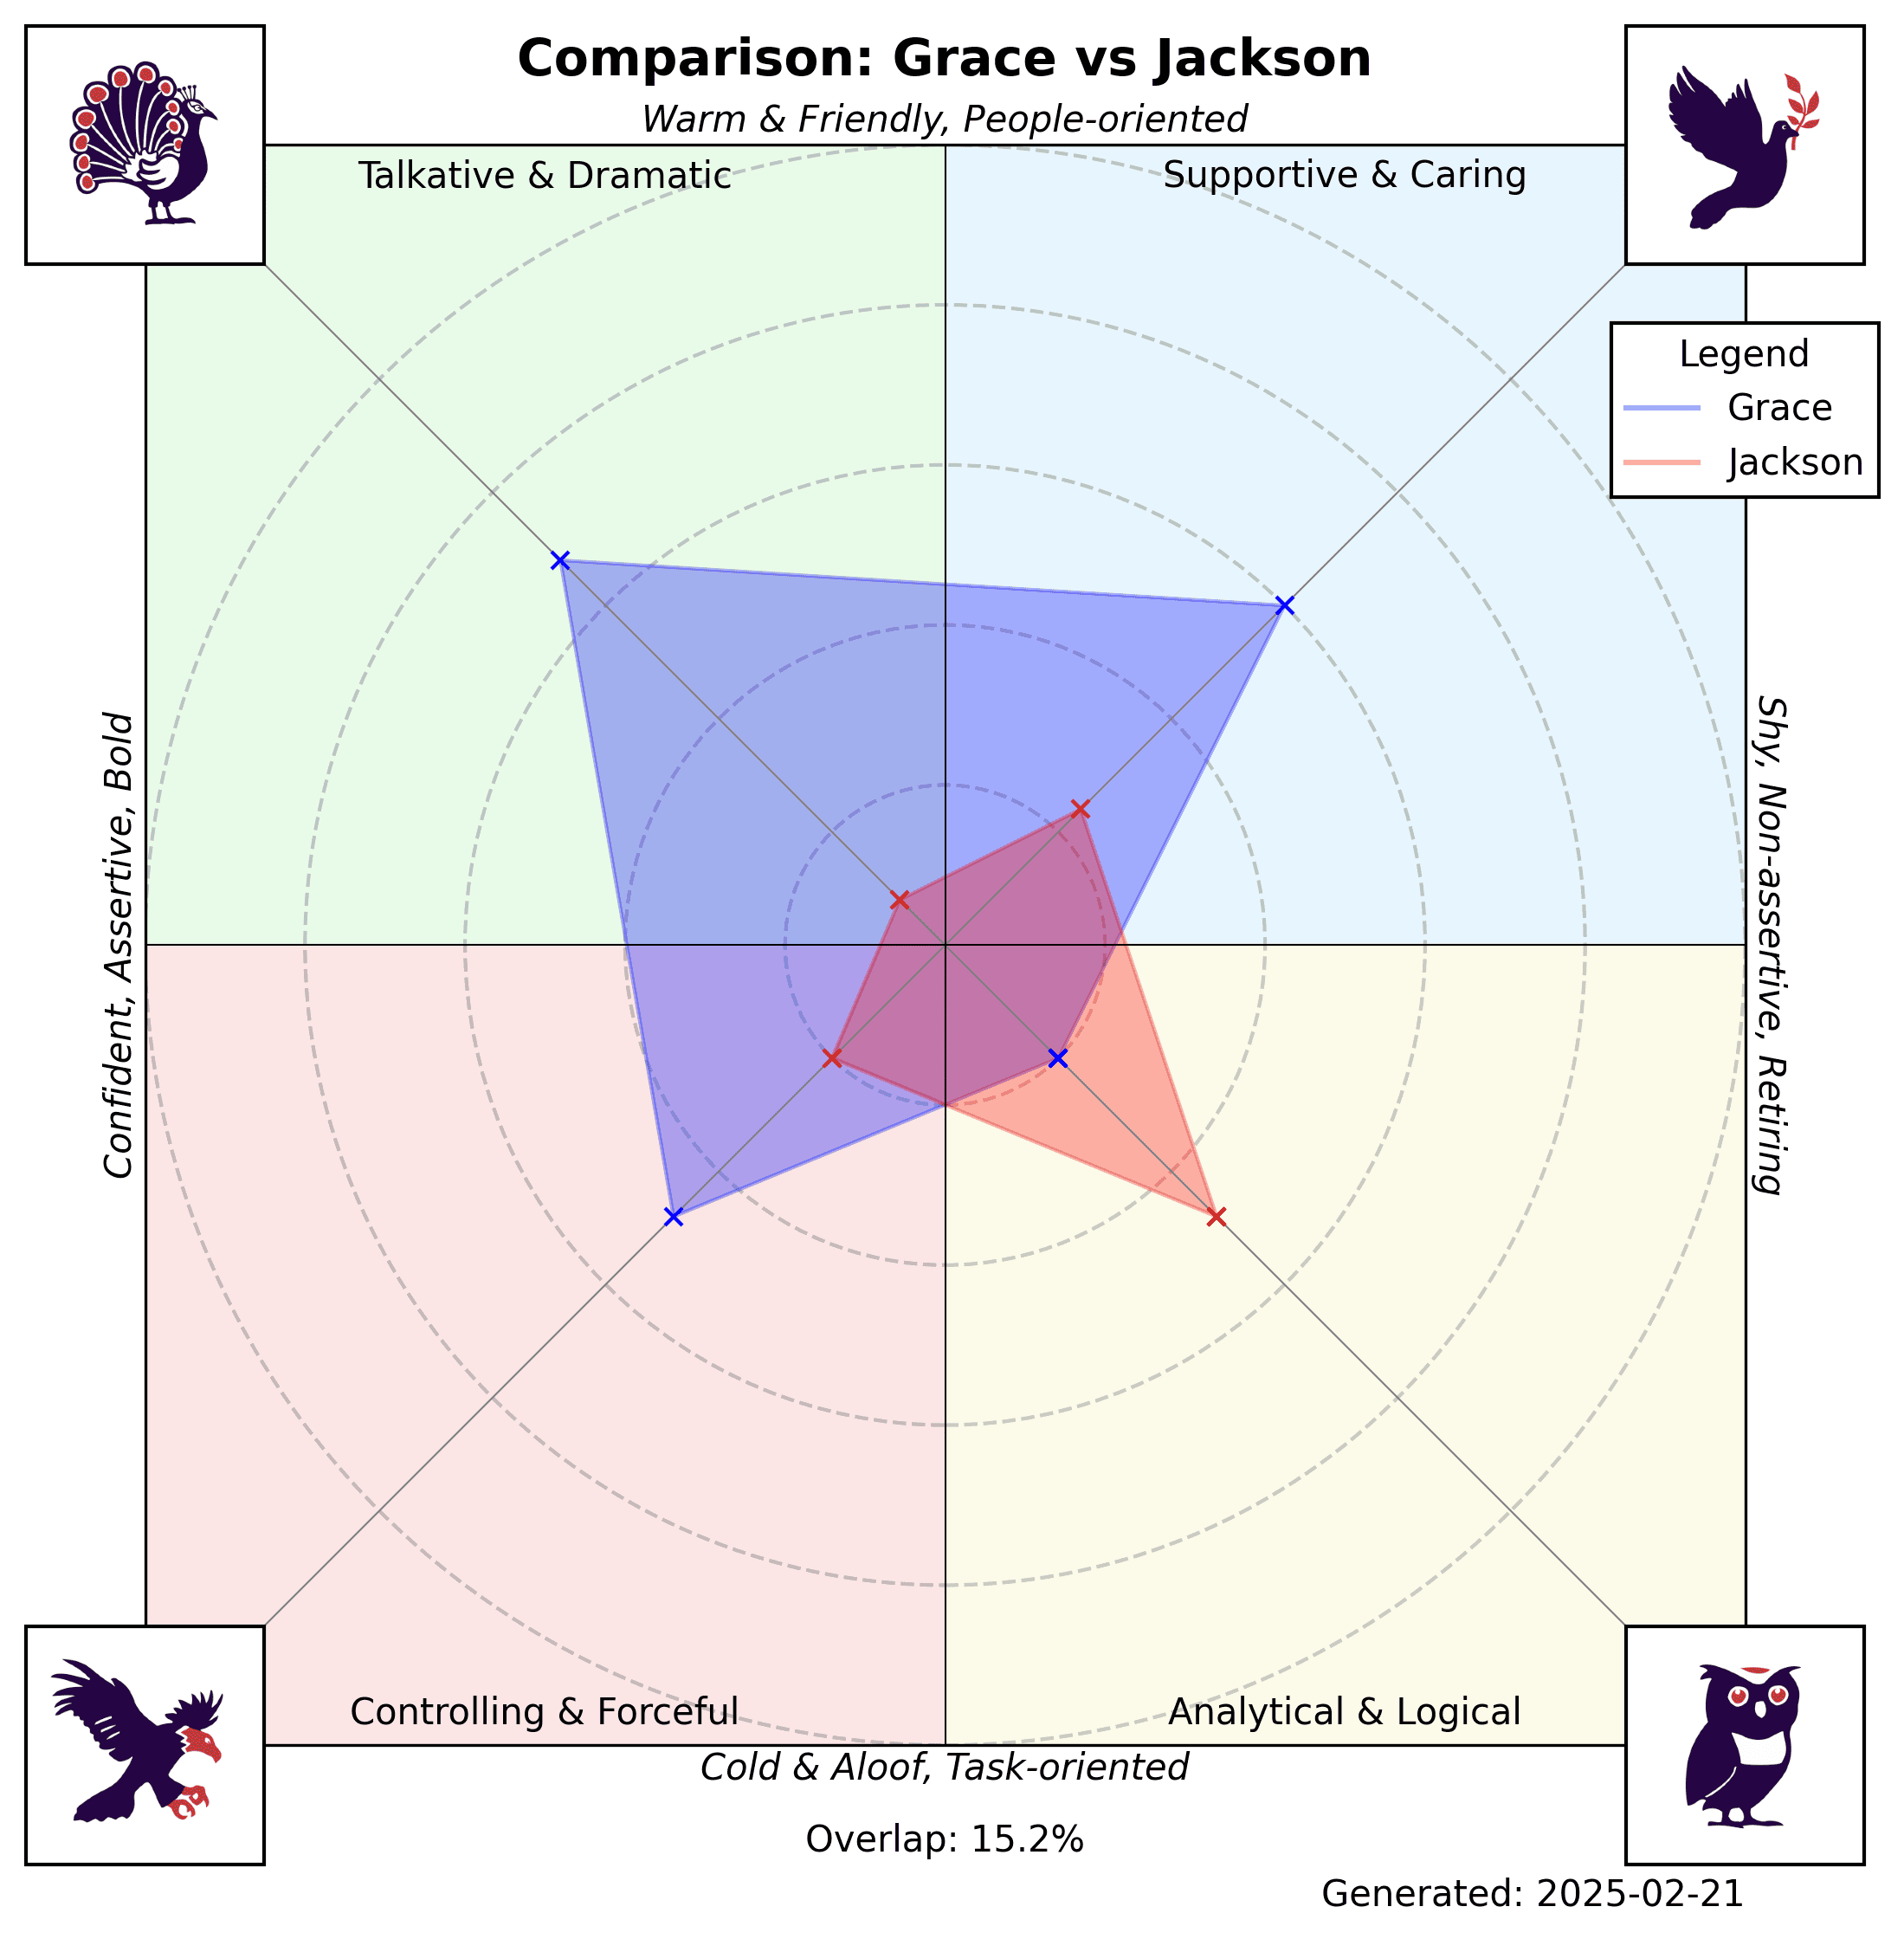 Comparison: Grace vs Jackson
Warm & Friendly, People-oriented
Talkative & Dramatic
Supportive & Caring
Legend
Grace
Jackson
Confident, Assertive, Bold
Shy, Non-assertive, Retiring
Controlling & Forceful
Analytical & Logical
Cold & Aloof, Task-oriented
Overlap: 15.2%
Generated: 2025-02-21